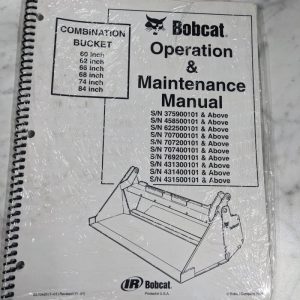 COMBINATION
BUCKET
60 inch
62 inch
66 inch
68 inch
74 inch
84 inch
Bobcat
Operation
&
Maintenance
Manual
S/N 375900101 & Above
S/N 458500101 & Above
S/N 622500101 & Above
S/N 707000101 & Above
S/N 707200101 & Above
S/N 707400101 & Above
S/N 769200101 & Above
S/N 431300101 & Above
S/N 431400101 & Above
S/N 431500101 & Above
IR Bobcat
Printed in U.S.A.